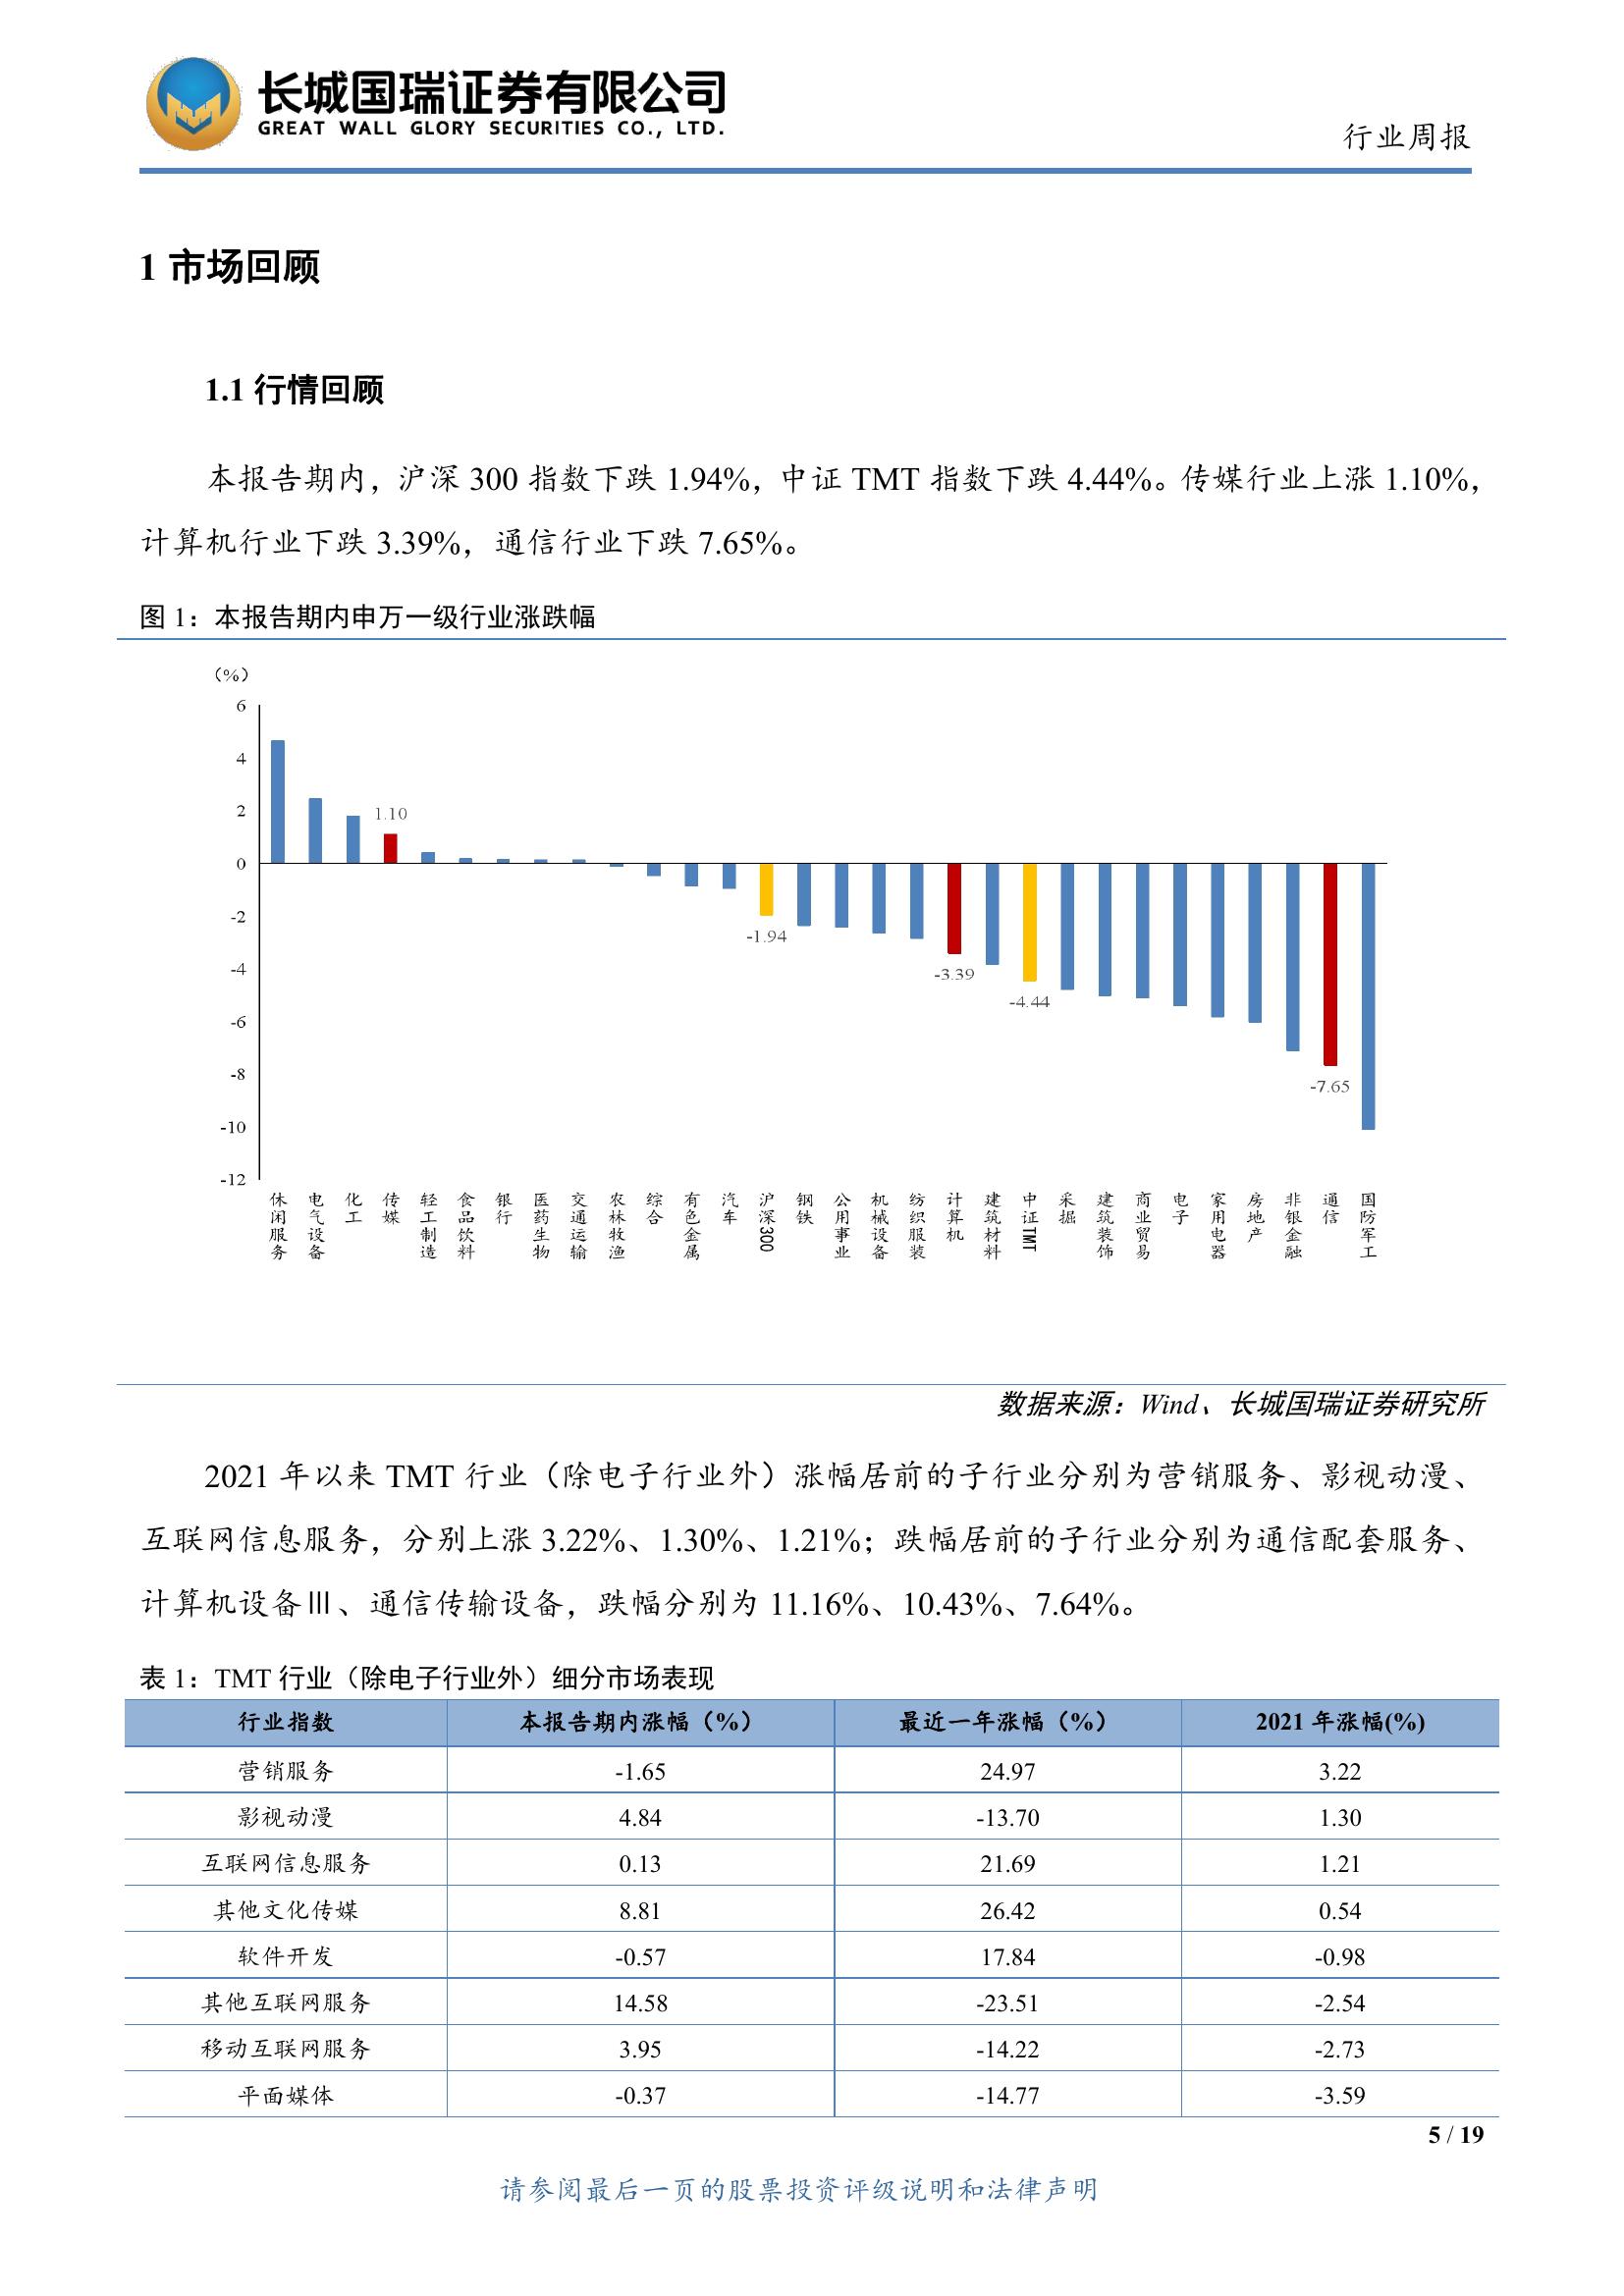 长城国瑞证券有限公司
GREAT WALL GLORY SECURITIES CO., LTD.
行业周报
1 市场回顾
1.1 行情回顾
本报告期内，沪深 300 指数下跌 1.94%，中证 TMT 指数下跌 4.44%。传媒行业上涨 1.10%，
计算机行业下跌 3.39%，通信行业下跌 7.65%。
图 1：本报告期内申万一级行业涨跌幅
（%）
6
4
2
0
-2
-4
-6
-8
-10
-12
1.10
-1.94
-3.39
-4.44
-7.65
休闲服务
电气设备
化工
传媒
轻工制造
食品饮料
银行
医药生物
交通运输
农林牧渔
综合
有色金属
汽车
沪深300
钢铁
公用事业
机械设备
纺织服装
计算机
建筑材料
中证TMT
采掘
建筑装饰
商业贸易
电子
家用电器
房地产
非银金融
通信
国防军工
数据来源：Wind、长城国瑞证券研究所
2021 年以来 TMT 行业（除电子行业外）涨幅居前的子行业分别为营销服务、影视动漫、
互联网信息服务，分别上涨 3.22%、1.30%、1.21%；跌幅居前的子行业分别为通信配套服务、
计算机设备Ⅲ、通信传输设备，跌幅分别为 11.16%、10.43%、7.64%。
表 1：TMT 行业（除电子行业外）细分市场表现
行业指数 本报告期内涨幅（%） 最近一年涨幅（%） 2021 年涨幅(%)
营销服务 -1.65 24.97 3.22
影视动漫 4.84 -13.70 1.30
互联网信息服务 0.13 21.69 1.21
其他文化传媒 8.81 26.42 0.54
软件开发 -0.57 17.84 -0.98
其他互联网服务 14.58 -23.51 -2.54
移动互联网服务 3.95 -14.22 -2.73
平面媒体 -0.37 -14.77 -3.59
5 / 19
请参阅最后一页的股票投资评级说明和法律声明